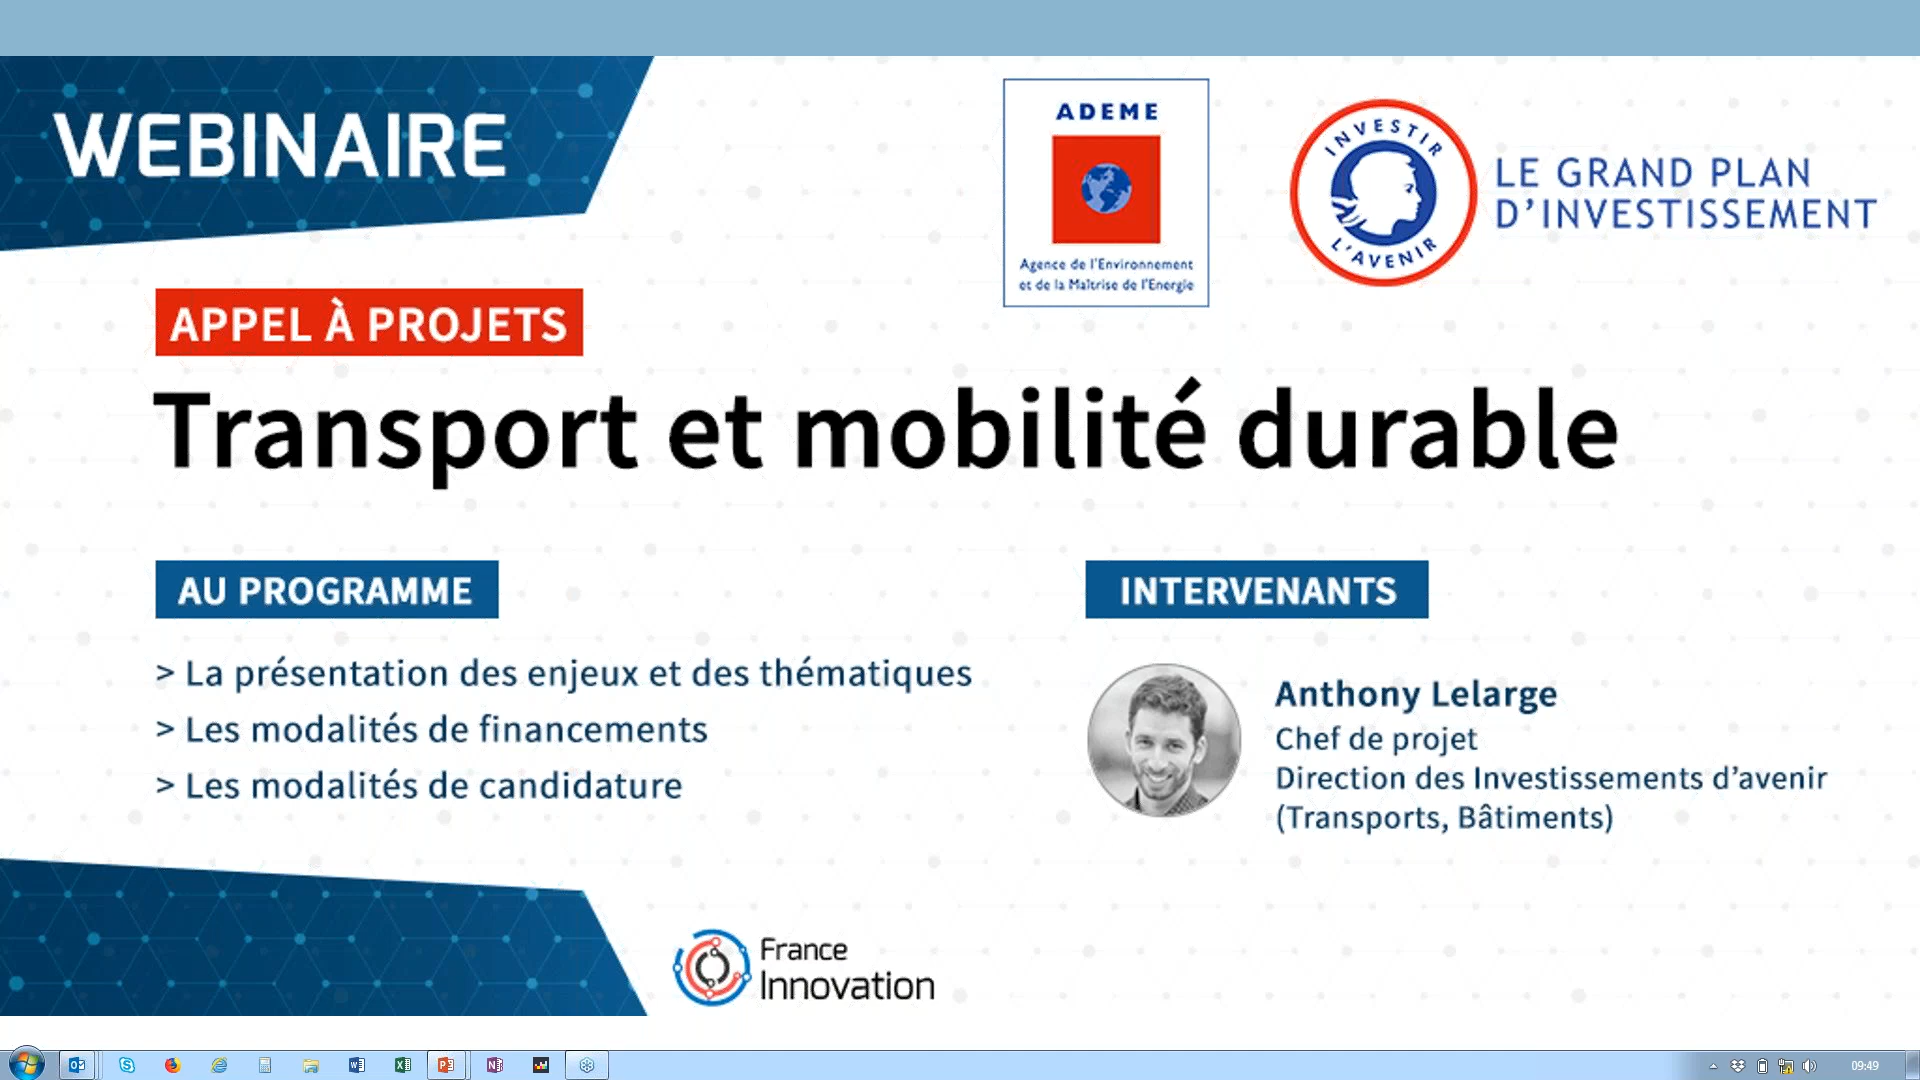 WEBINAIRE
ADEME
Agence de l'Environnement
et de la Maîtrise de l'Energie
INVESTIR
L'AVENIR
LE GRAND PLAN
D'INVESTISSEMENT
APPEL À PROJETS
Transport et mobilité durable
AU PROGRAMME
> La présentation des enjeux et des thématiques
> Les modalités de financements
> Les modalités de candidature
INTERVENANTS
Anthony Lelarge
Chef de projet
Direction des Investissements d'avenir
(Transports, Bâtiments)
France
Innovation
09:49